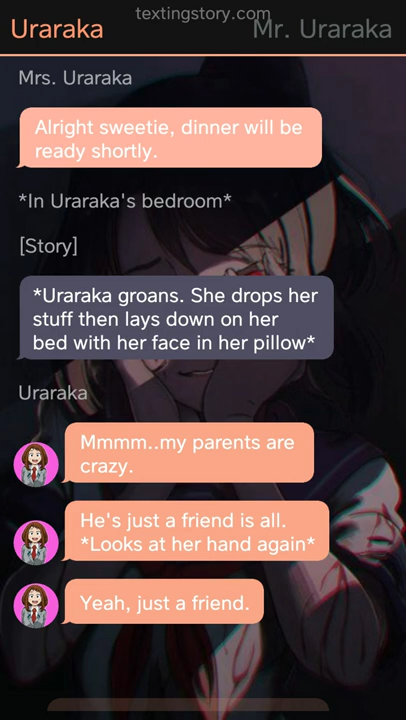 textingstory.com
Uraraka
Mr. Uraraka
Mrs. Uraraka
Alright sweetie, dinner will be
ready shortly.
*In Uraraka's bedroom*
[Story]
*Uraraka groans. She drops her
stuff then lays down on her
bed with her face in her pillow*
Uraraka
Mmmm..my parents are
crazy.
He's just a friend is all.
*Looks at her hand again*
Yeah, just a friend.